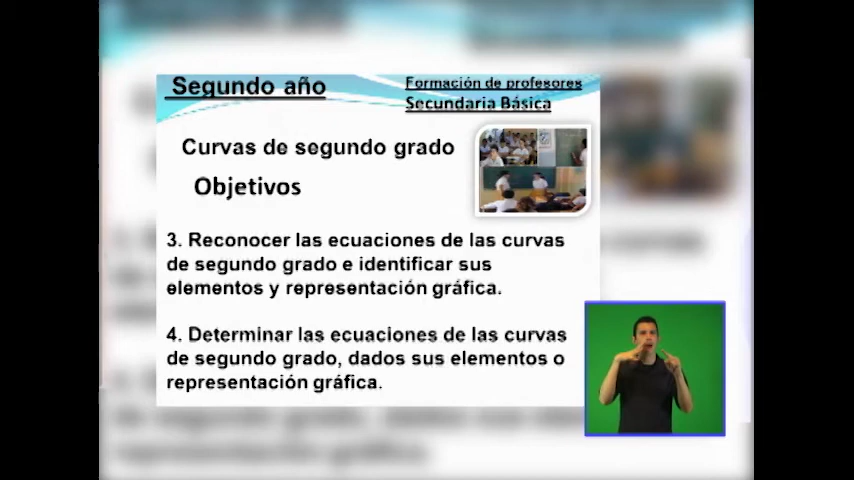 Segundo año
Formación de profesores
Secundaria Básica
Curvas de segundo grado
Objetivos
3. Reconocer las ecuaciones de las curvas
de segundo grado e identificar sus
elementos y representación gráfica.
4. Determinar las ecuaciones de las curvas
de segundo grado, dados sus elementos o
representación gráfica.